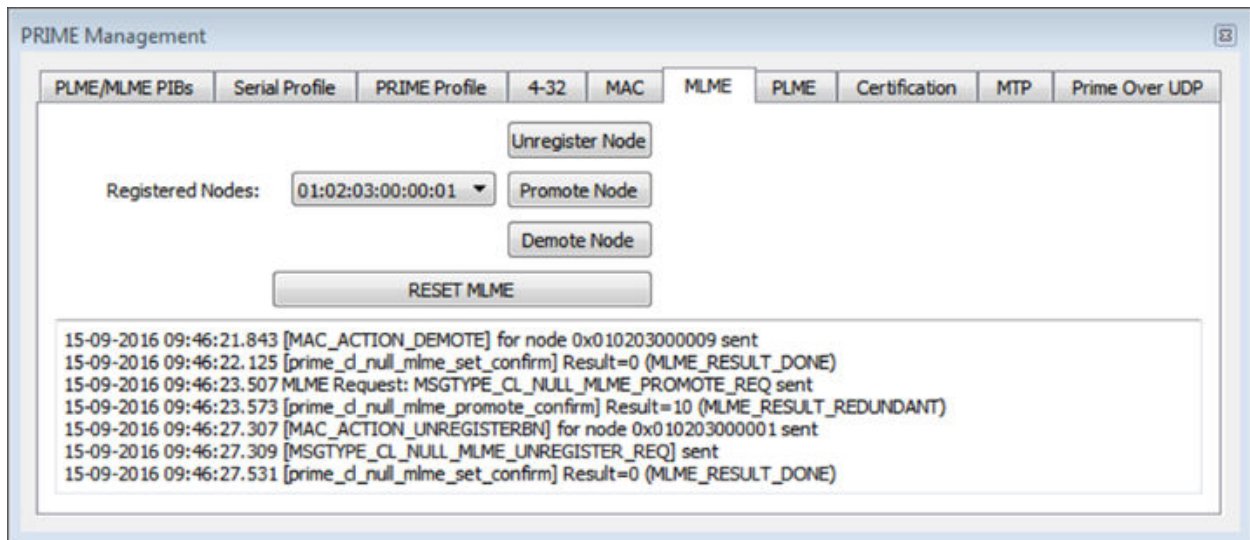 PRIME Management
PLME/MLME PIBs Serial Profile PRIME Profile 4-32 MAC MLME PLME Certification MTP Prime Over UDP
Unregister Node
Registered Nodes: 01:02:03:00:00:01 Promote Node
Demote Node
RESET MLME
15-09-2016 09:46:21.843 [MAC_ACTION_DEMOTE] for node 0x010203000009 sent
15-09-2016 09:46:22.125 [prime_cl_null_mlme_set_confirm] Result=0 (MLME_RESULT_DONE)
15-09-2016 09:46:23.507 MLME Request: MSGTYPE_CL_NULL_MLME_PROMOTE_REQ sent
15-09-2016 09:46:23.573 [prime_cl_null_mlme_promote_confirm] Result=10 (MLME_RESULT_REDUNDANT)
15-09-2016 09:46:27.307 [MAC_ACTION_UNREGISTERBN] for node 0x010203000001 sent
15-09-2016 09:46:27.309 [MSGTYPE_CL_NULL_MLME_UNREGISTER_REQ] sent
15-09-2016 09:46:27.531 [prime_cl_null_mlme_set_confirm] Result=0 (MLME_RESULT_DONE)